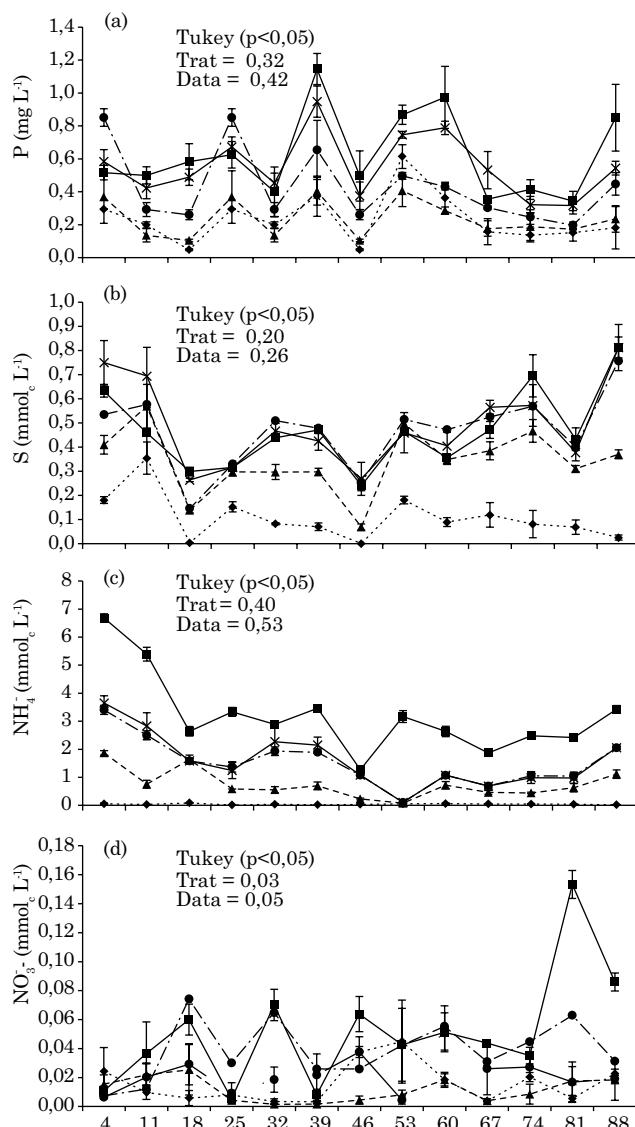 (a)
Tukey (p<0,05)
Trat = 0,32
Data = 0,42
P (mg L-1)
1,4
1,2
1,0
0,8
0,6
0,4
0,2
0,0
(b)
Tukey (p<0,05)
Trat = 0,20
Data = 0,26
S (mmolc L-1)
1,0
0,9
0,8
0,7
0,6
0,5
0,4
0,3
0,2
0,1
0,0
(c)
Tukey (p<0,05)
Trat = 0,40
Data = 0,53
NH4- (mmolc L-1)
8
7
6
5
4
3
2
1
0
(d)
Tukey (p<0,05)
Trat = 0,03
Data = 0,05
NO3-- (mmolc L-1)
0,18
0,16
0,14
0,12
0,10
0,08
0,06
0,04
0,02
0,00
4 11 18 25 32 39 46 53 60 67 74 81 88